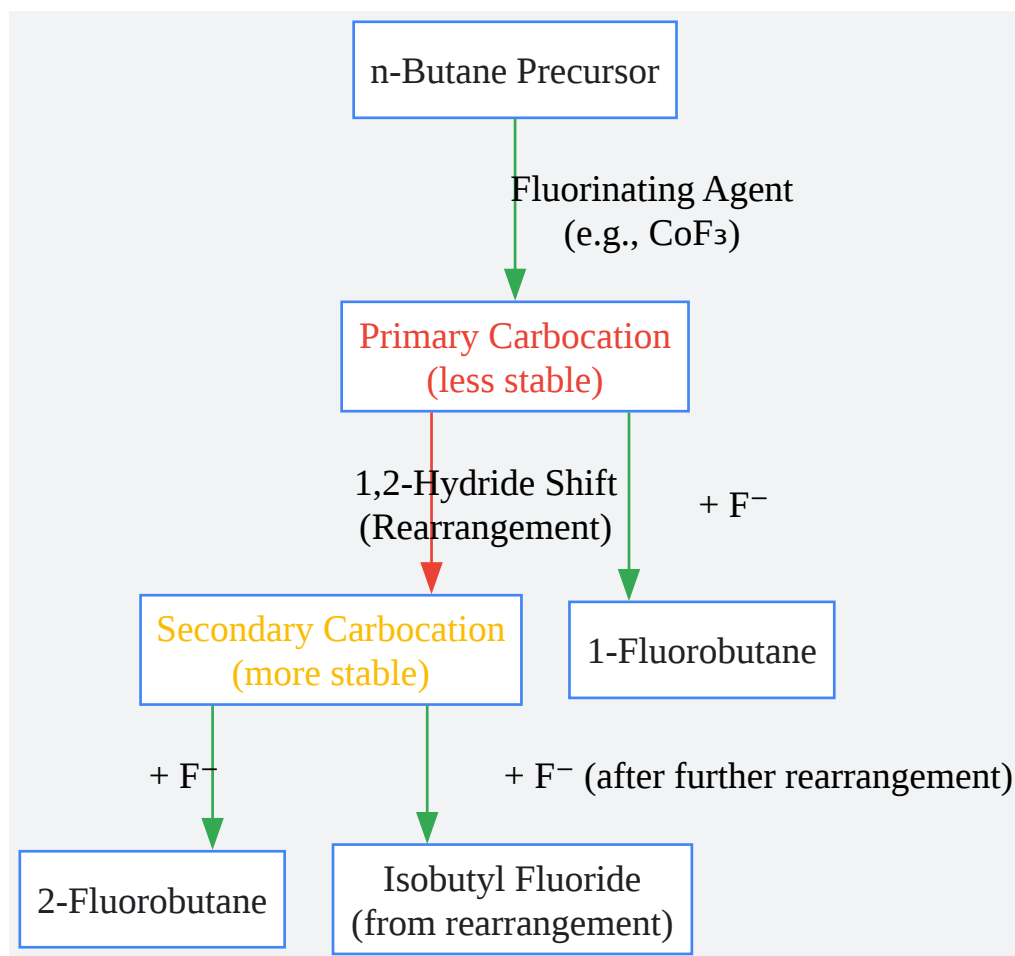 n-Butane Precursor
Fluorinating Agent
(e.g., CoF₃)
Primary Carbocation
(less stable)
1,2-Hydride Shift
(Rearrangement)
+ F⁻
Secondary Carbocation
(more stable)
1-Fluorobutane
+ F⁻
+ F⁻ (after further rearrangement)
2-Fluorobutane
Isobutyl Fluoride
(from rearrangement)